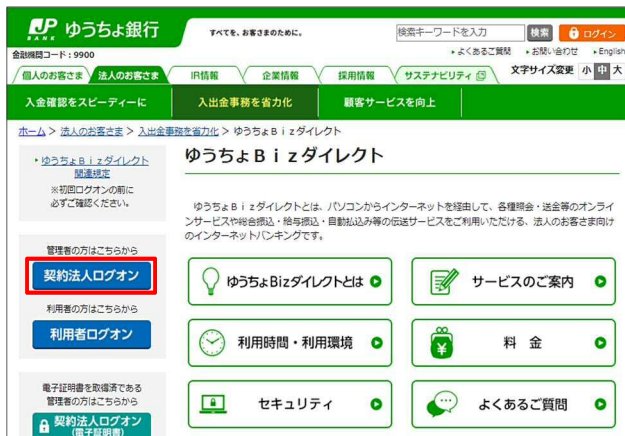 JP BANK ゆうちょ銀行
すべてを、お客さまのために。
検索キーワードを入力 検索 ログイン
金融機関コード：9900
よくあるご質問 お問い合わせ English
個人のお客さま 法人のお客さま IR情報 企業情報 採用情報 サステナビリティ 文字サイズ変更 小 中 大
入金確認をスピーディーに 入出金事務を省力化 顧客サービスを向上
ホーム > 法人のお客さま > 入出金事務を省力化 > ゆうちょＢｉｚダイレクト
ゆうちょＢｉｚダイレクト
関連規定
※初回ログオンの前に
必ずご確認ください。
管理者の方はこちらから
契約法人ログオン
利用者の方はこちらから
利用者ログオン
電子証明書を取得済である
管理者の方はこちらから
契約法人ログオン
(電子証明書)
ゆうちょＢｉｚダイレクト
ゆうちょＢｉｚダイレクトとは、パソコンからインターネットを経由して、各種照会・送金等のオンライ
ンサービスや総合振込・給与振込・自動払込み等の伝送サービスをご利用いただける、法人のお客さま向け
のインターネットバンキングです。
ゆうちょBizダイレクトとは サービスのご案内
利用時間・利用環境 料　金
セキュリティ よくあるご質問